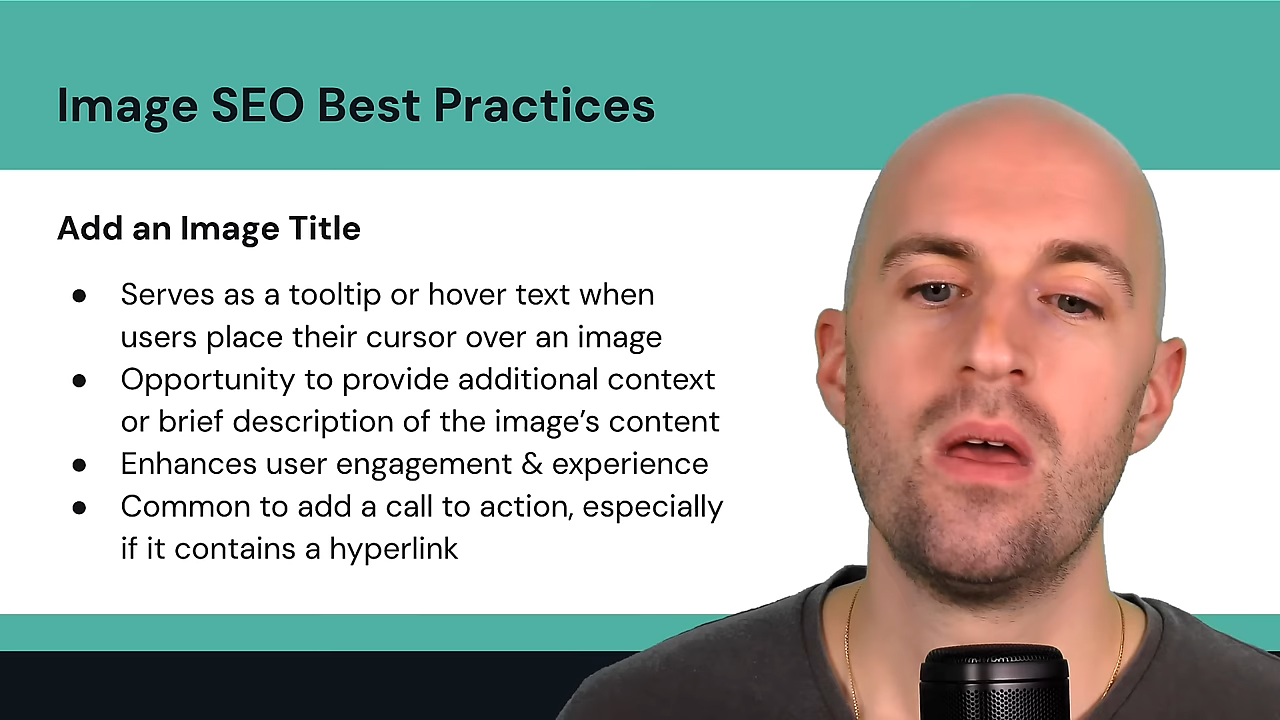 Image SEO Best Practices
Add an Image Title
● Serves as a tooltip or hover text when
users place their cursor over an image
● Opportunity to provide additional context
or brief description of the image’s content
● Enhances user engagement & experience
● Common to add a call to action, especially
if it contains a hyperlink